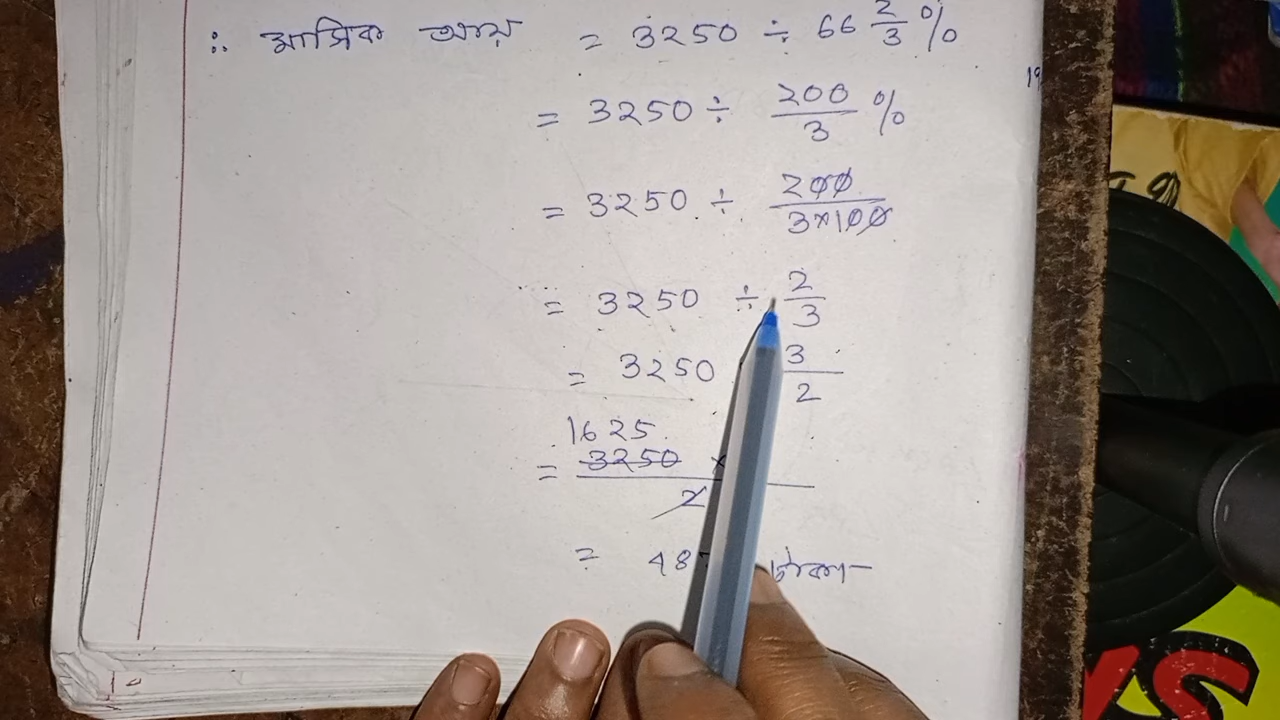 ∴ মাসিক আয় = 3250 ÷ 66 2/3 %
= 3250 ÷ 200/3 %
= 3250 ÷ 200/3×100
= 3250 ÷ 2/3
= 3250 3/2
1625
= 3250 × / 2
= 48 টাকা
19